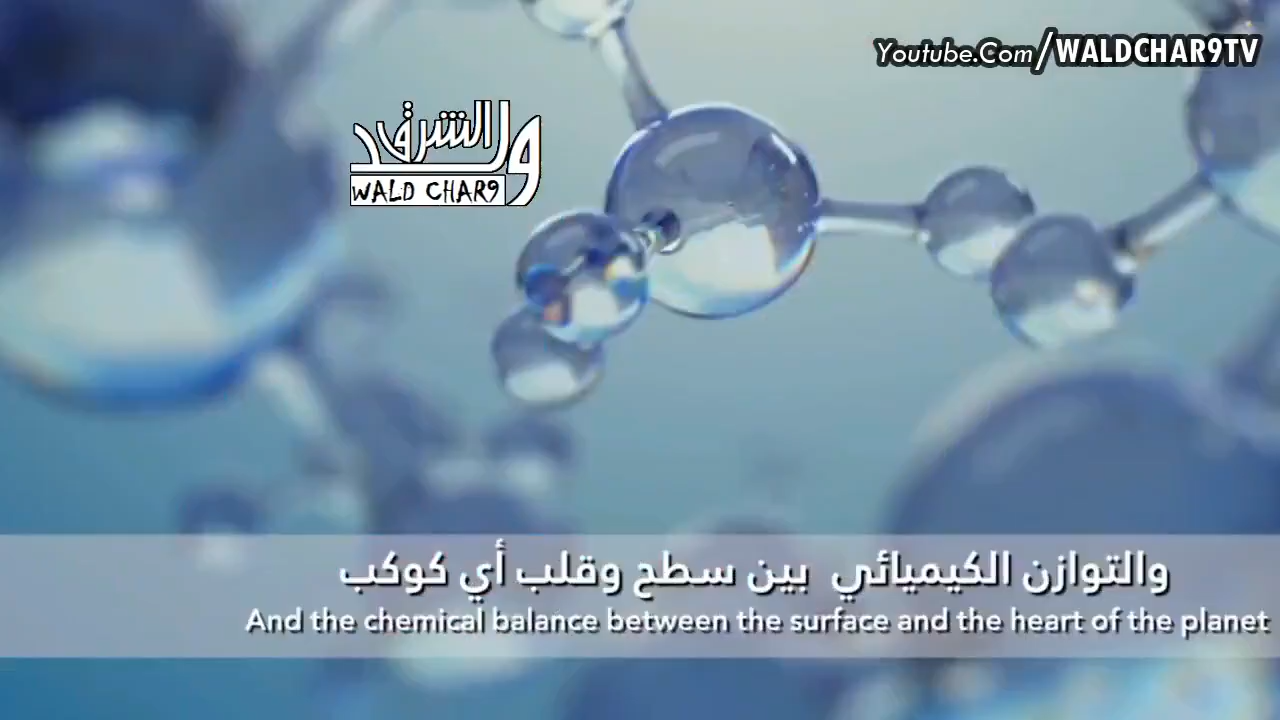 Youtube.Com/WALDCHAR9TV
ولد الشرق
WALD CHAR9
والتوازن الكيميائي بين سطح وقلب أي كوكب
And the chemical balance between the surface and the heart of the planet